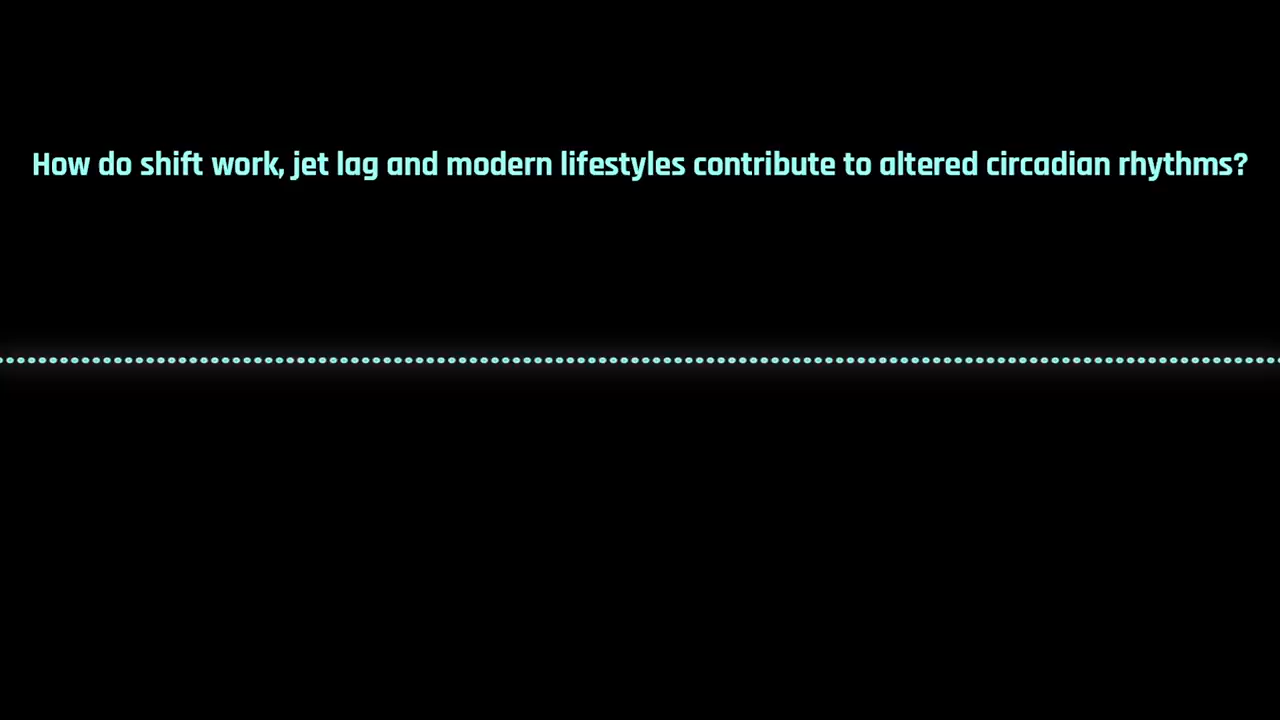 How do shift work, jet lag and modern lifestyles contribute to altered circadian rhythms?